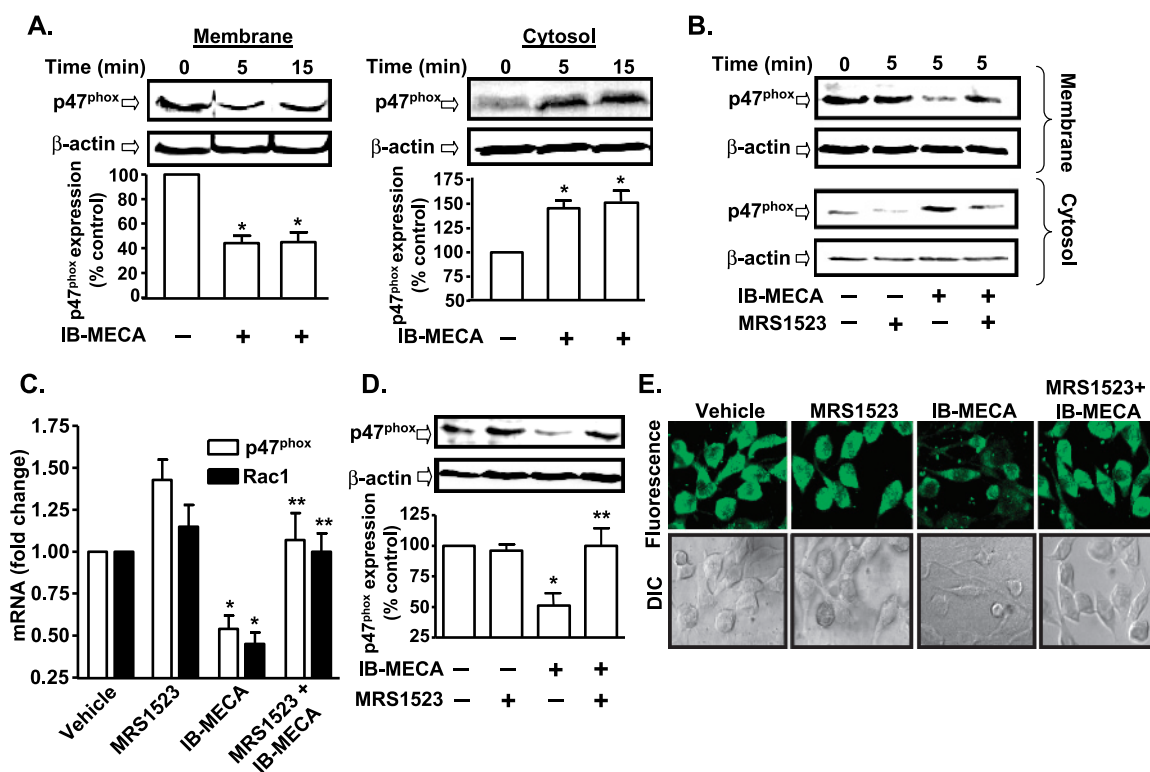 A.
Membrane
Time (min) 0 5 15
p47phox
β-actin
p47phox expression
(% control)
100
80
60
40
20
0
* *
IB-MECA – + +
Cytosol
Time (min) 0 5 15
p47phox
β-actin
p47phox expression
(% control)
175
150
125
100
75
50
* *
IB-MECA – + +
B.
Time (min) 0 5 5 5
p47phox
β-actin
Membrane
p47phox
β-actin
Cytosol
IB-MECA – – + +
MRS1523 – + – +
C.
mRNA (fold change)
1.75
1.50
1.25
1.00
0.75
0.50
0.25
p47phox
Rac1
* *
** **
Vehicle
MRS1523
IB-MECA
MRS1523 +
IB-MECA
D.
p47phox
β-actin
p47phox expression
(% control)
125
100
75
50
25
* **
IB-MECA – – + +
MRS1523 – + – +
E.
Vehicle MRS1523 IB-MECA MRS1523+
IB-MECA
Fluorescence
DIC